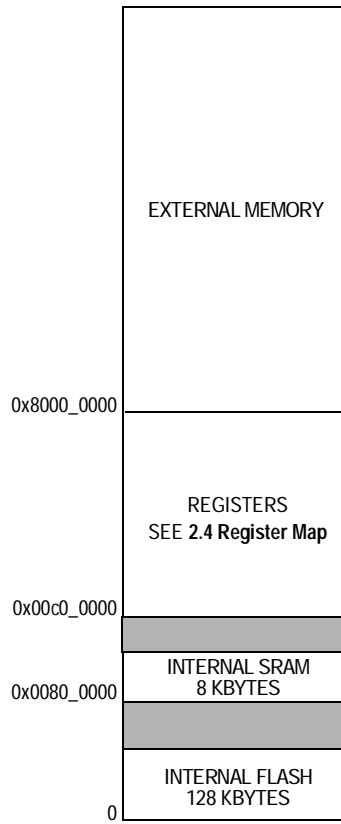 EXTERNAL MEMORY
0x8000_0000
REGISTERS
SEE 2.4 Register Map
0x00c0_0000
INTERNAL SRAM
8 KBYTES
0x0080_0000
INTERNAL FLASH
128 KBYTES
0